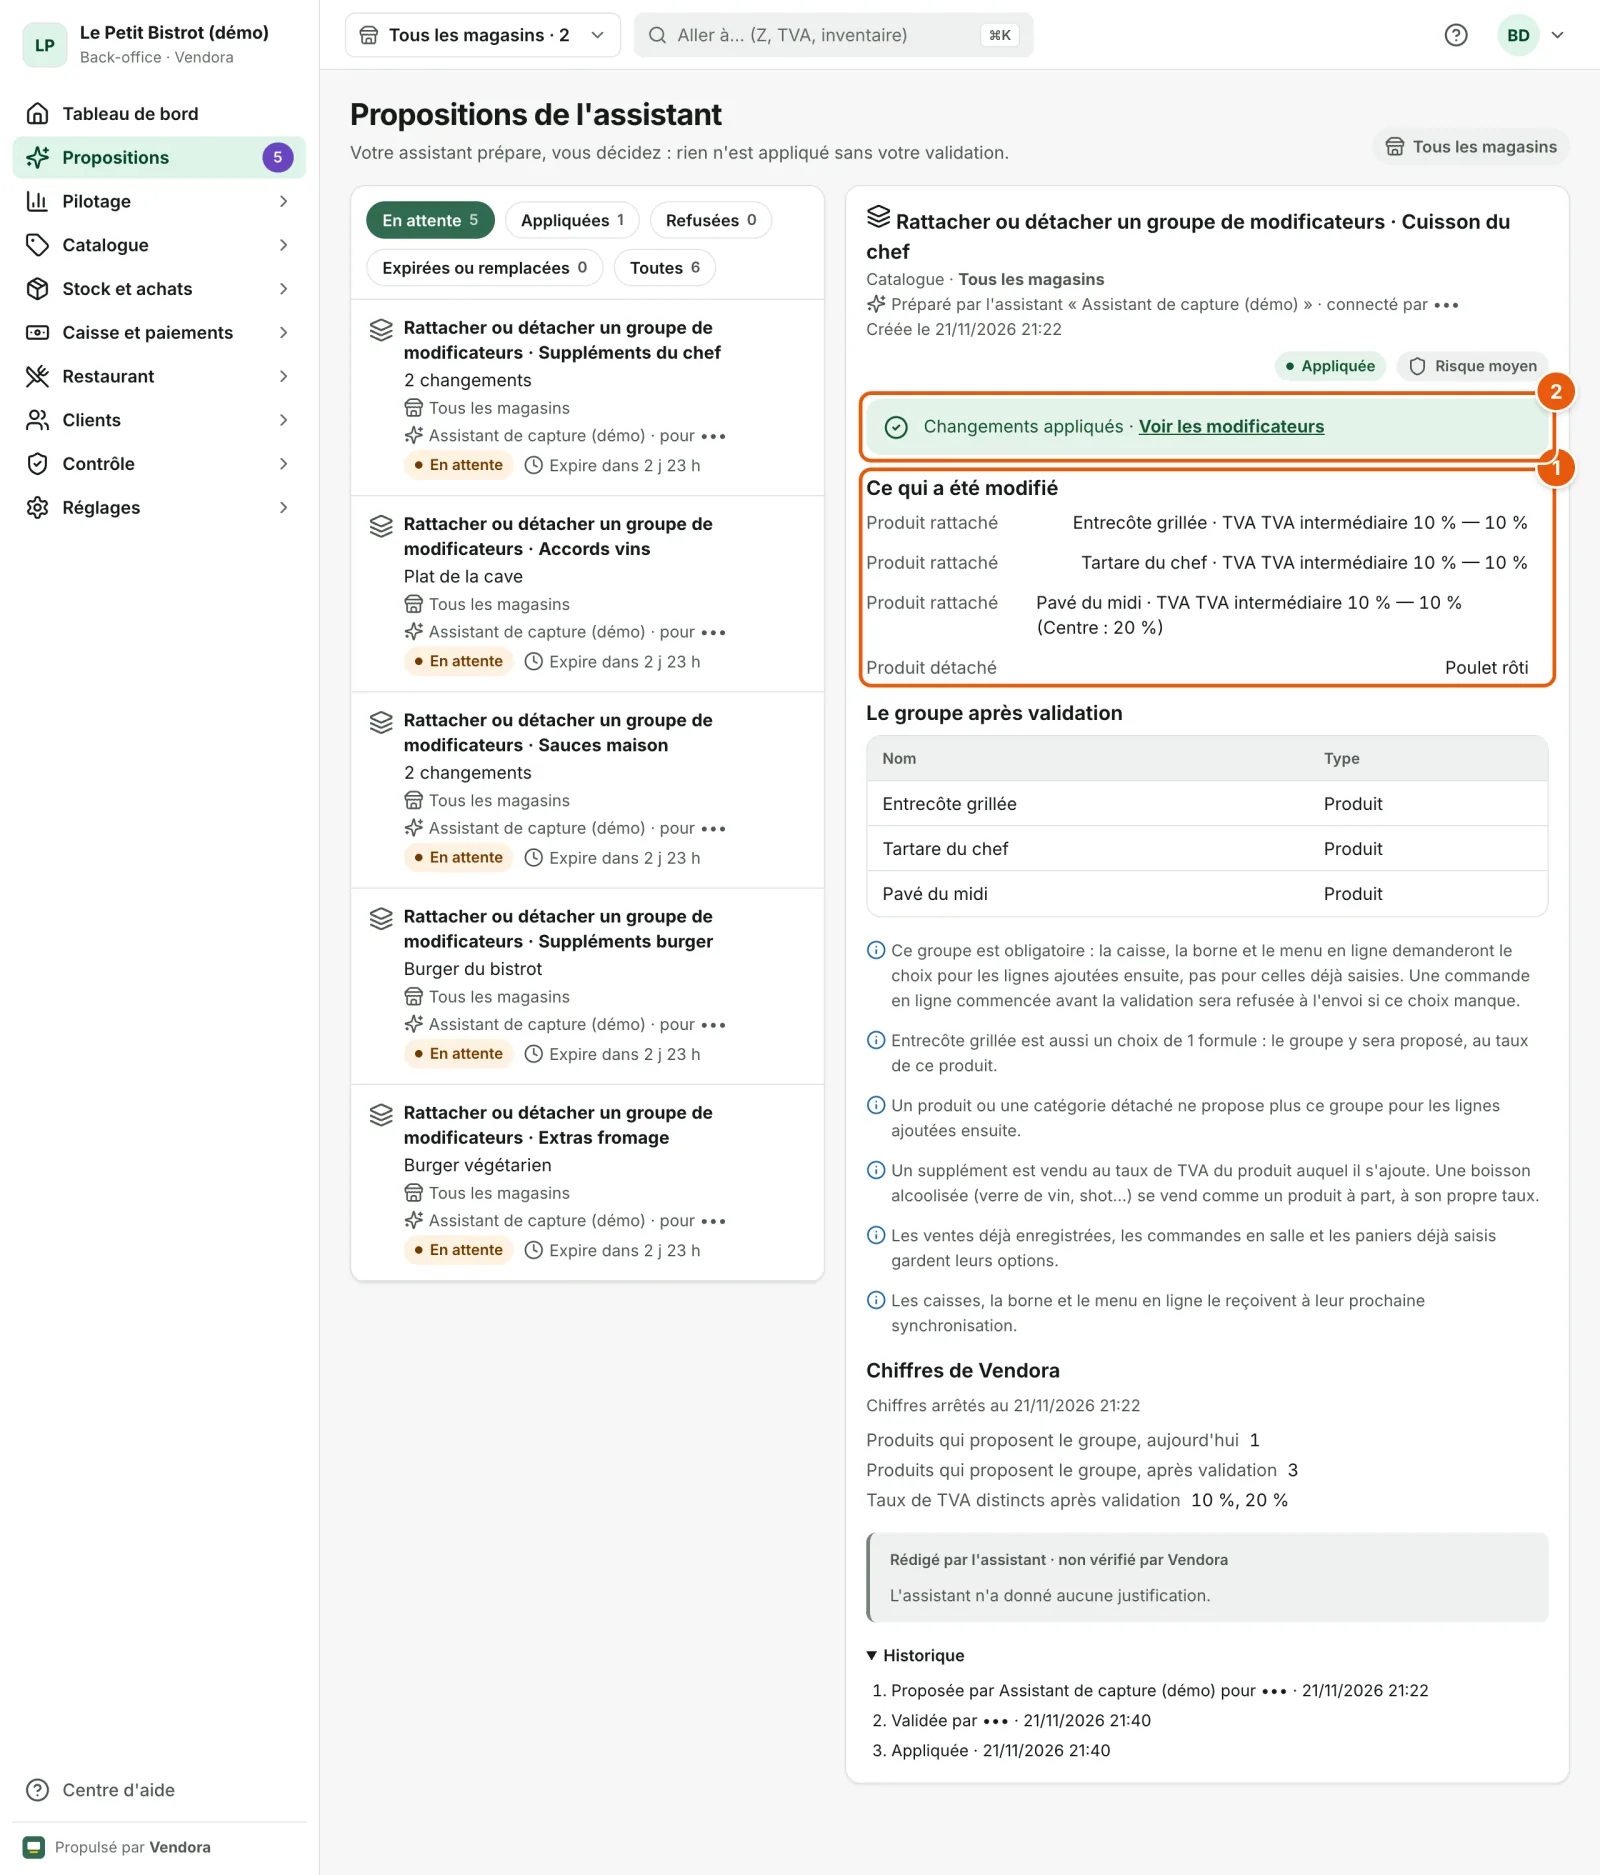 LP
Le Petit Bistrot (démo)
Back-office · Vendora
Tableau de bord
Propositions 5
Pilotage
Catalogue
Stock et achats
Caisse et paiements
Restaurant
Clients
Contrôle
Réglages
Centre d'aide
Propulsé par Vendora
Tous les magasins · 2
Aller à... (Z, TVA, inventaire)
⌘K
BD
Propositions de l'assistant
Votre assistant prépare, vous décidez : rien n'est appliqué sans votre validation.
Tous les magasins
En attente 5
Appliquées 1
Refusées 0
Expirées ou remplacées 0
Toutes 6
Rattacher ou détacher un groupe de
modificateurs · Suppléments du chef
2 changements
Tous les magasins
Assistant de capture (démo) · pour •••
En attente
Expire dans 2 j 23 h
Rattacher ou détacher un groupe de
modificateurs · Accords vins
Plat de la cave
Tous les magasins
Assistant de capture (démo) · pour •••
En attente
Expire dans 2 j 23 h
Rattacher ou détacher un groupe de
modificateurs · Sauces maison
2 changements
Tous les magasins
Assistant de capture (démo) · pour •••
En attente
Expire dans 2 j 23 h
Rattacher ou détacher un groupe de
modificateurs · Suppléments burger
Burger du bistrot
Tous les magasins
Assistant de capture (démo) · pour •••
En attente
Expire dans 2 j 23 h
Rattacher ou détacher un groupe de
modificateurs · Extras fromage
Burger végétarien
Tous les magasins
Assistant de capture (démo) · pour •••
En attente
Expire dans 2 j 23 h
Rattacher ou détacher un groupe de modificateurs · Cuisson du
chef
Catalogue · Tous les magasins
Préparé par l'assistant « Assistant de capture (démo) » · connecté par •••
Créée le 21/11/2026 21:22
Appliquée
Risque moyen
2
Changements appliqués · Voir les modificateurs
1
Ce qui a été modifié
Produit rattaché Entrecôte grillée · TVA TVA intermédiaire 10 % — 10 %
Produit rattaché Tartare du chef · TVA TVA intermédiaire 10 % — 10 %
Produit rattaché Pavé du midi · TVA TVA intermédiaire 10 % — 10 %
(Centre : 20 %)
Produit détaché Poulet rôti
Le groupe après validation
Nom Type
Entrecôte grillée Produit
Tartare du chef Produit
Pavé du midi Produit
Ce groupe est obligatoire : la caisse, la borne et le menu en ligne demanderont le
choix pour les lignes ajoutées ensuite, pas pour celles déjà saisies. Une commande
en ligne commencée avant la validation sera refusée à l'envoi si ce choix manque.
Entrecôte grillée est aussi un choix de 1 formule : le groupe y sera proposé, au taux
de ce produit.
Un produit ou une catégorie détaché ne propose plus ce groupe pour les lignes
ajoutées ensuite.
Un supplément est vendu au taux de TVA du produit auquel il s'ajoute. Une boisson
alcoolisée (verre de vin, shot...) se vend comme un produit à part, à son propre taux.
Les ventes déjà enregistrées, les commandes en salle et les paniers déjà saisis
gardent leurs options.
Les caisses, la borne et le menu en ligne le reçoivent à leur prochaine
synchronisation.
Chiffres de Vendora
Chiffres arrêtés au 21/11/2026 21:22
Produits qui proposent le groupe, aujourd'hui 1
Produits qui proposent le groupe, après validation 3
Taux de TVA distincts après validation 10 %, 20 %
Rédigé par l'assistant · non vérifié par Vendora
L'assistant n'a donné aucune justification.
Historique
1. Proposée par Assistant de capture (démo) pour ••• · 21/11/2026 21:22
2. Validée par ••• · 21/11/2026 21:40
3. Appliquée · 21/11/2026 21:40